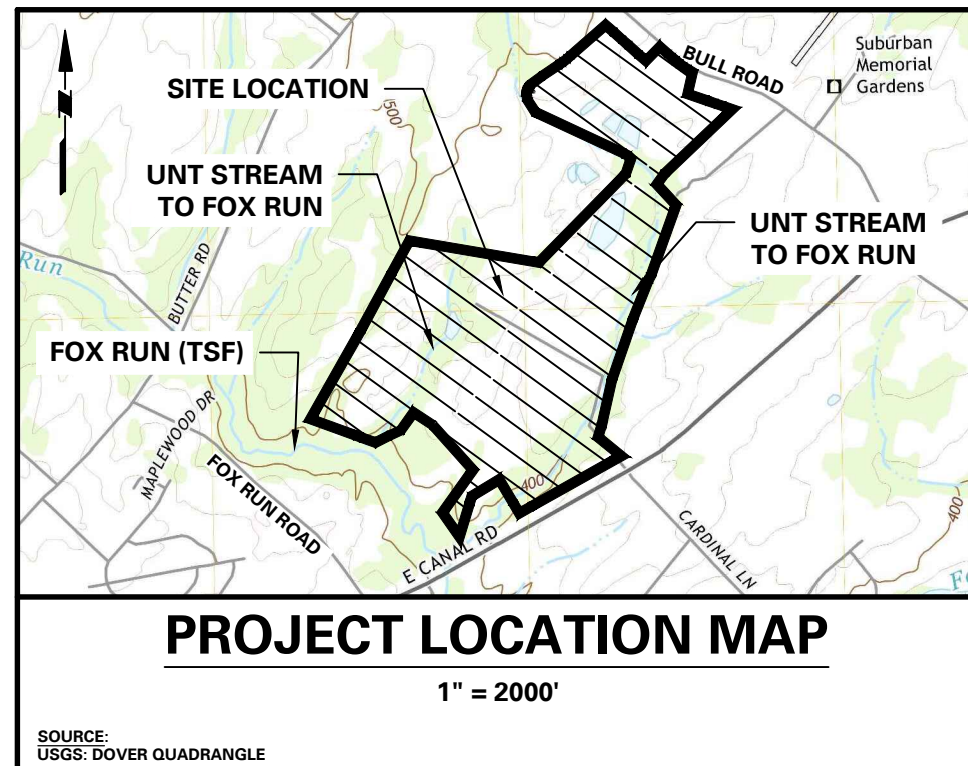 BULL ROAD
Suburban
Memorial
Gardens
SITE LOCATION
500
UNT STREAM
TO FOX RUN
UNT STREAM
TO FOX RUN
Run
BUTTER RD
FOX RUN (TSF)
MAPLEWOOD DR
FOX RUN ROAD
400
E CANAL RD
CARDINAL LN
400
Fo
N
PROJECT LOCATION MAP
1" = 2000'
SOURCE:
USGS: DOVER QUADRANGLE